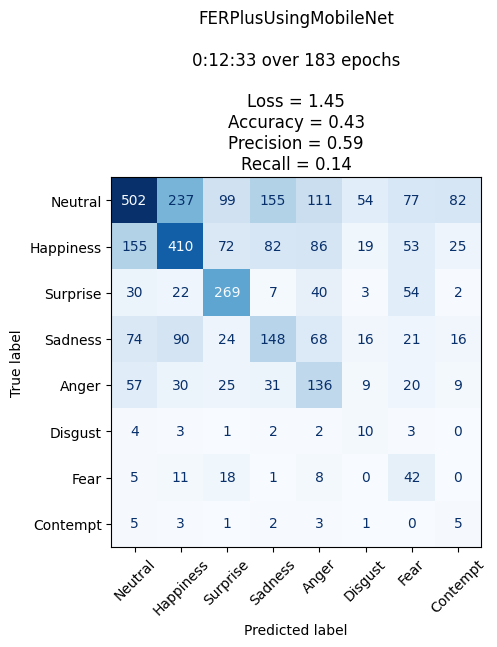 FERPlusUsingMobileNet
0:12:33 over 183 epochs
Loss = 1.45
Accuracy = 0.43
Precision = 0.59
Recall = 0.14
True label
Neutral 502 237 99 155 111 54 77 82
Happiness 155 410 72 82 86 19 53 25
Surprise 30 22 269 7 40 3 54 2
Sadness 74 90 24 148 68 16 21 16
Anger 57 30 25 31 136 9 20 9
Disgust 4 3 1 2 2 10 3 0
Fear 5 11 18 1 8 0 42 0
Contempt 5 3 1 2 3 1 0 5
Neutral Happiness Surprise Sadness Anger Disgust Fear Contempt
Predicted label